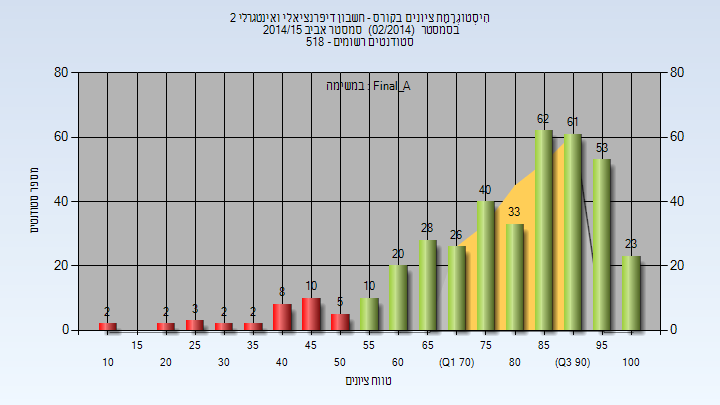 היסטוגרמת ציונים בקורס - חשבון דיפרנציאלי ואינטגרלי 2
בסמסטר (02/2014) סמסטר אביב 2014/15
סטודנטים רשומים - 518
במשימה : Final_A
מספר סטודנטים
80 80
60 60
40 40
20 20
0 0
2 2 3 2 2 8 10 5 10 20 28 26 40 33 62 61 53 23
15 25 35 45 55 65 75 85 95
10 20 30 40 50 60 (Q1 70) 80 (Q3 90) 100
טווח ציונים